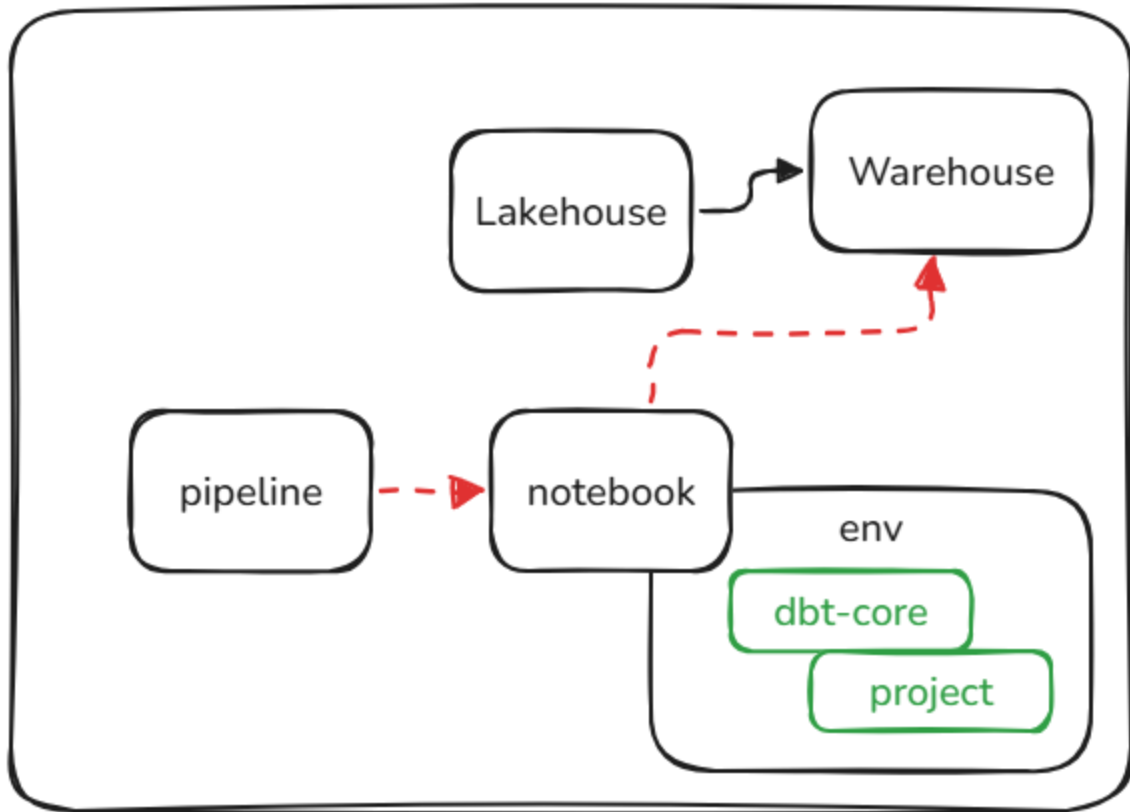 Lakehouse
Warehouse
pipeline
notebook
env
dbt-core
project